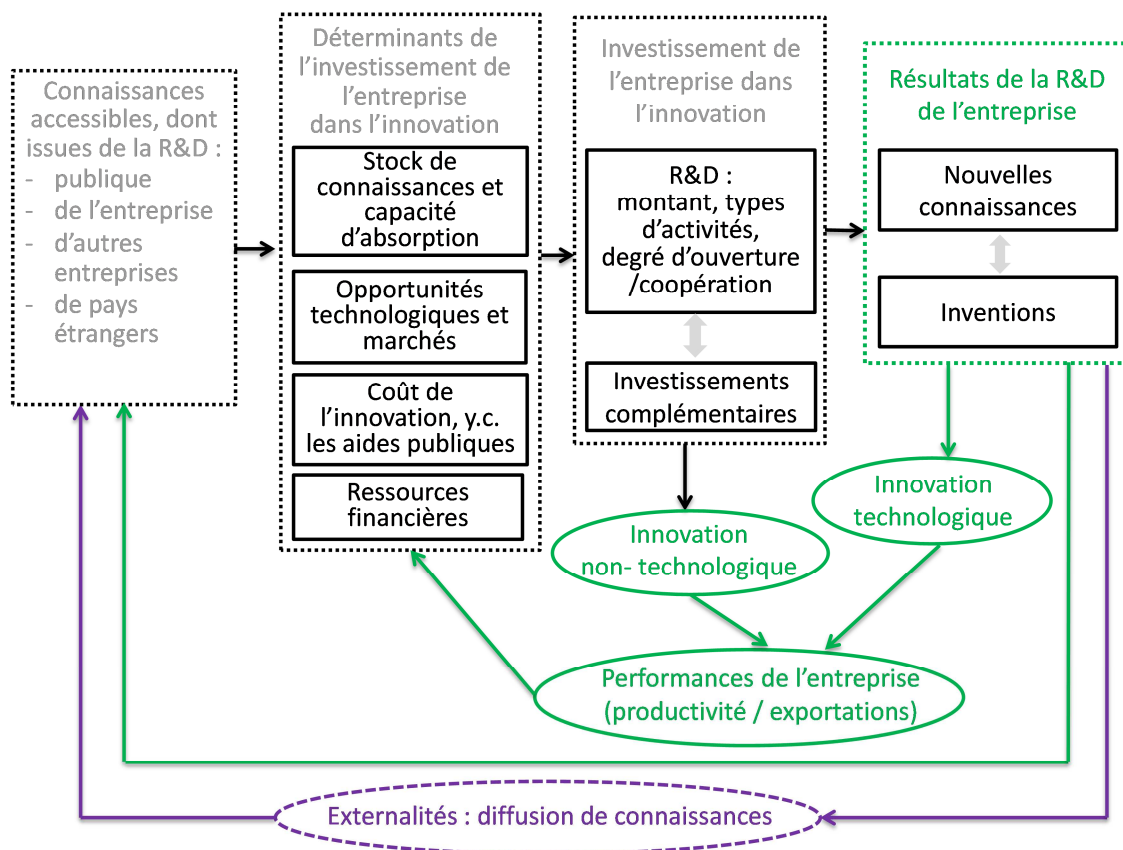 Connaissances
accessibles, dont
issues de la R&D :
- publique
- de l'entreprise
- d'autres
entreprises
- de pays
étrangers
Déterminants de
l'investissement de
l'entreprise
dans l'innovation
Stock de
connaissances et
capacité
d'absorption
Opportunités
technologiques et
marchés
Coût de
l'innovation, y.c.
les aides publiques
Ressources
financières
Investissement de
l'entreprise dans
l'innovation
R&D :
montant, types
d'activités,
degré d'ouverture
/coopération
Investissements
complémentaires
Résultats de la R&D
de l'entreprise
Nouvelles
connaissances
Inventions
Innovation
technologique
Innovation
non- technologique
Performances de l'entreprise
(productivité / exportations)
Externalités : diffusion de connaissances